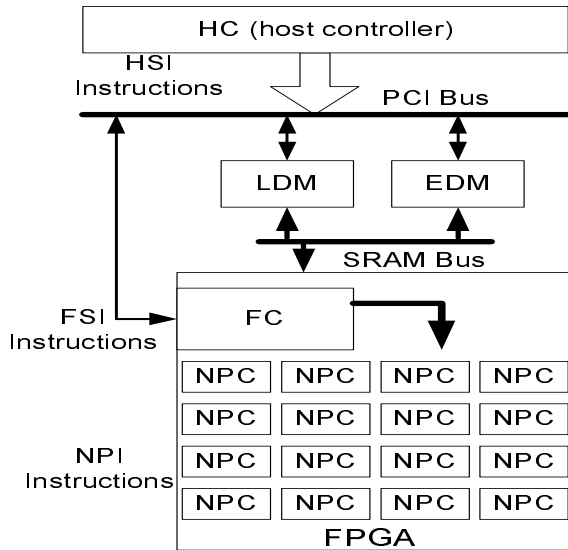 HC (host controller)
HSI
Instructions
PCI Bus
LDM
EDM
SRAM Bus
FC
FSI
Instructions
NPC NPC NPC NPC
NPC NPC NPC NPC
NPI
Instructions
NPC NPC NPC NPC
NPC NPC NPC NPC
FPGA